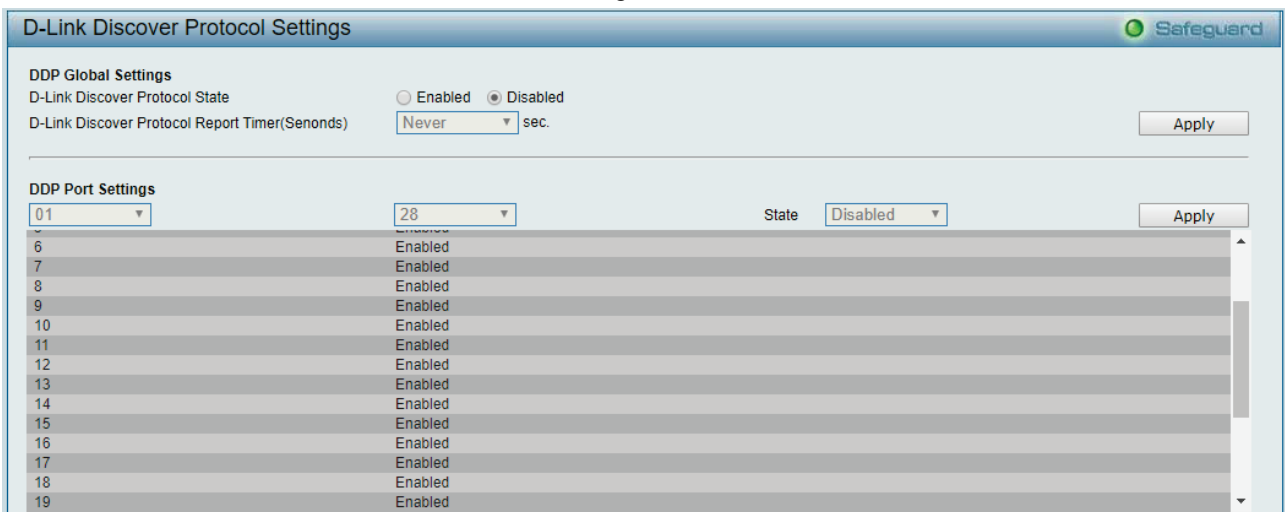 D-Link Discover Protocol Settings Safeguard
DDP Global Settings
D-Link Discover Protocol State Enabled Disabled
D-Link Discover Protocol Report Timer(Senonds) Never sec. Apply
DDP Port Settings
01 28 State Disabled Apply
6 Enabled
7 Enabled
8 Enabled
9 Enabled
10 Enabled
11 Enabled
12 Enabled
13 Enabled
14 Enabled
15 Enabled
16 Enabled
17 Enabled
18 Enabled
19 Enabled